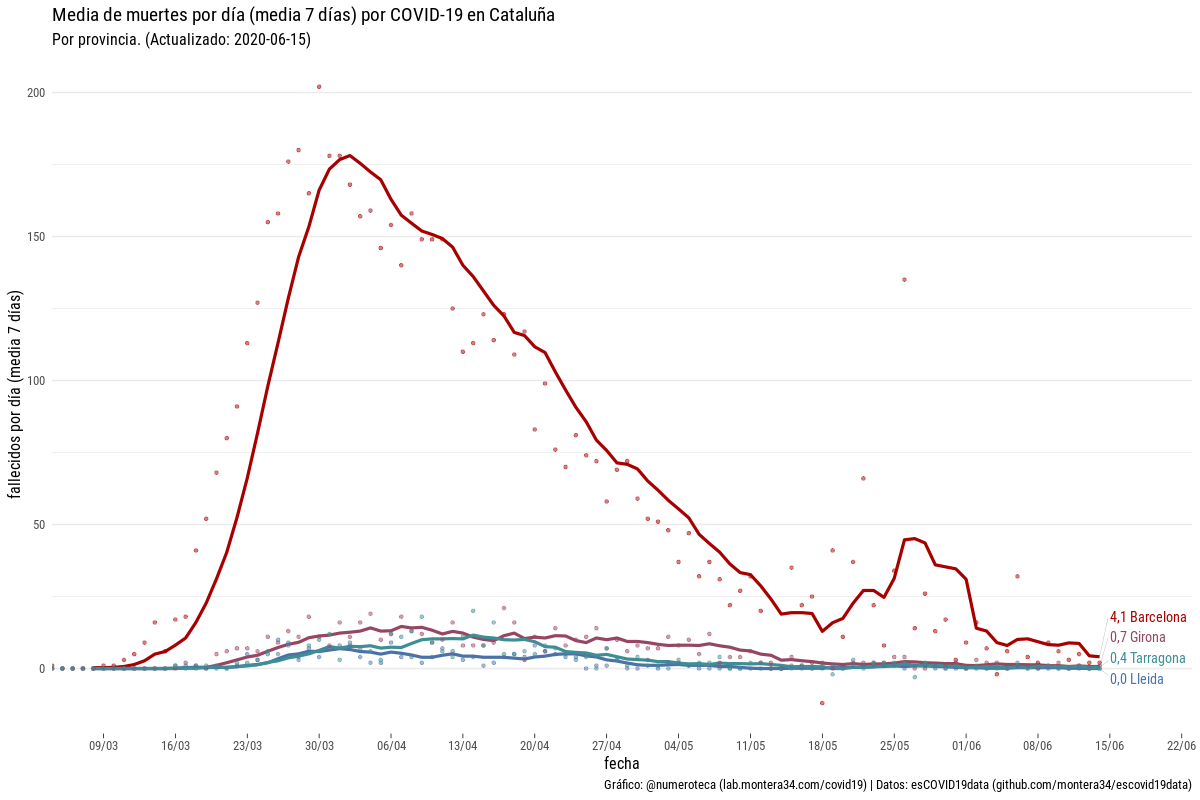 Media de muertes por día (media 7 días) por COVID-19 en Cataluña
Por provincia. (Actualizado: 2020-06-15)
fallecidos por día (media 7 días)
200
150
100
50
0
4,1 Barcelona
0,7 Girona
0,4 Tarragona
0,0 Lleida
09/03 16/03 23/03 30/03 06/04 13/04 20/04 27/04 04/05 11/05 18/05 25/05 01/06 08/06 15/06 22/06
fecha
Gráfico: @numeroteca (lab.montera34.com/covid19) | Datos: esCOVID19data (github.com/montera34/escovid19data)